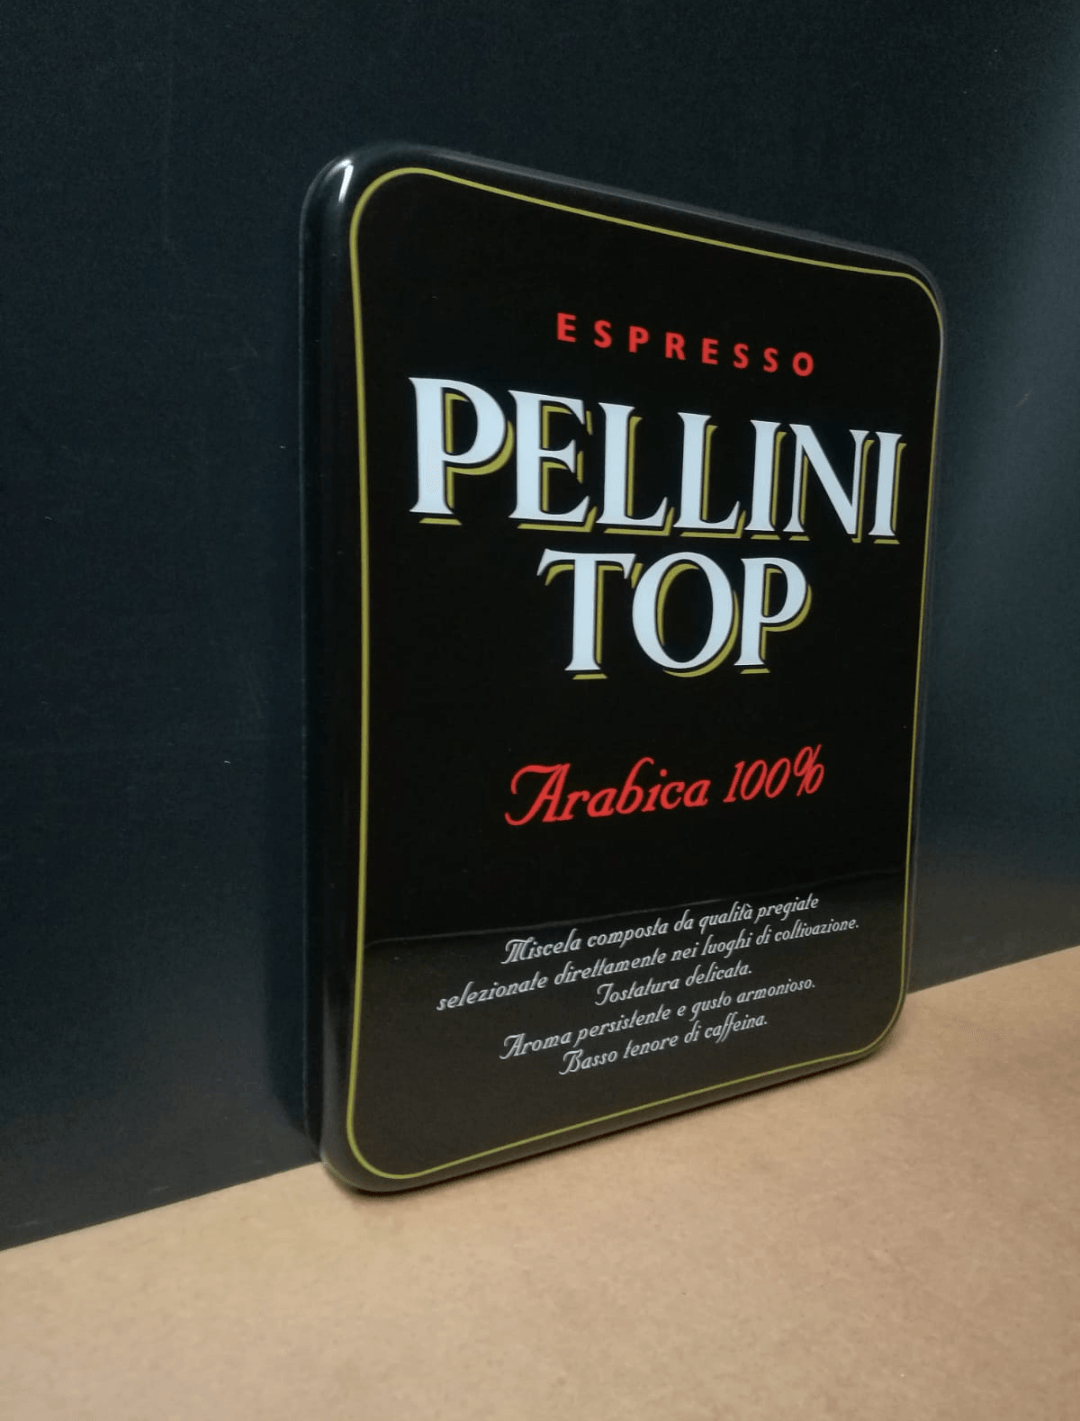 ESPRESSO
PELLINI
TOP
Arabica 100%
Miscela composta da qualità pregiate
selezionate direttamente nei luoghi di coltivazione.
Tostatura delicata.
Aroma persistente e gusto armonioso.
Basso tenore di caffeina.